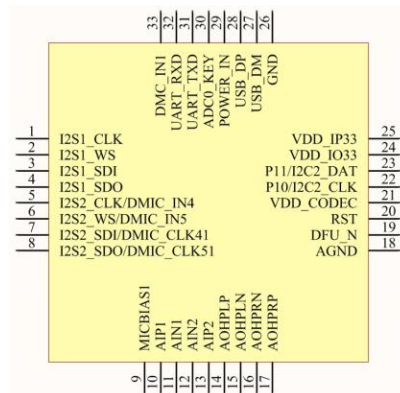 33
32
31
30
29
28
27
26
DMC_IN1
UART_RXD
UART_TXD
ADC0_KEY
POWER_IN
USB_DP
USB_DM
GND
1 I2S1_CLK
2 I2S1_WS
3 I2S1_SDI
4 I2S1_SDO
5 I2S2_CLK/DMIC_IN4
6 I2S2_WS/DMIC_IN5
7 I2S2_SDI/DMIC_CLK41
8 I2S2_SDO/DMIC_CLK51
VDD_IP33 25
VDD_IO33 24
P11/I2C2_DAT 23
P10/I2C2_CLK 22
VDD_CODEC 21
RST 20
DFU_N 19
AGND 18
MICBIAS1
AIP1
AIN1
AIN2
AIP2
AOHPLP
AOHPLN
AOHPRN
AOHPRP
9
10
11
12
13
14
15
16
17